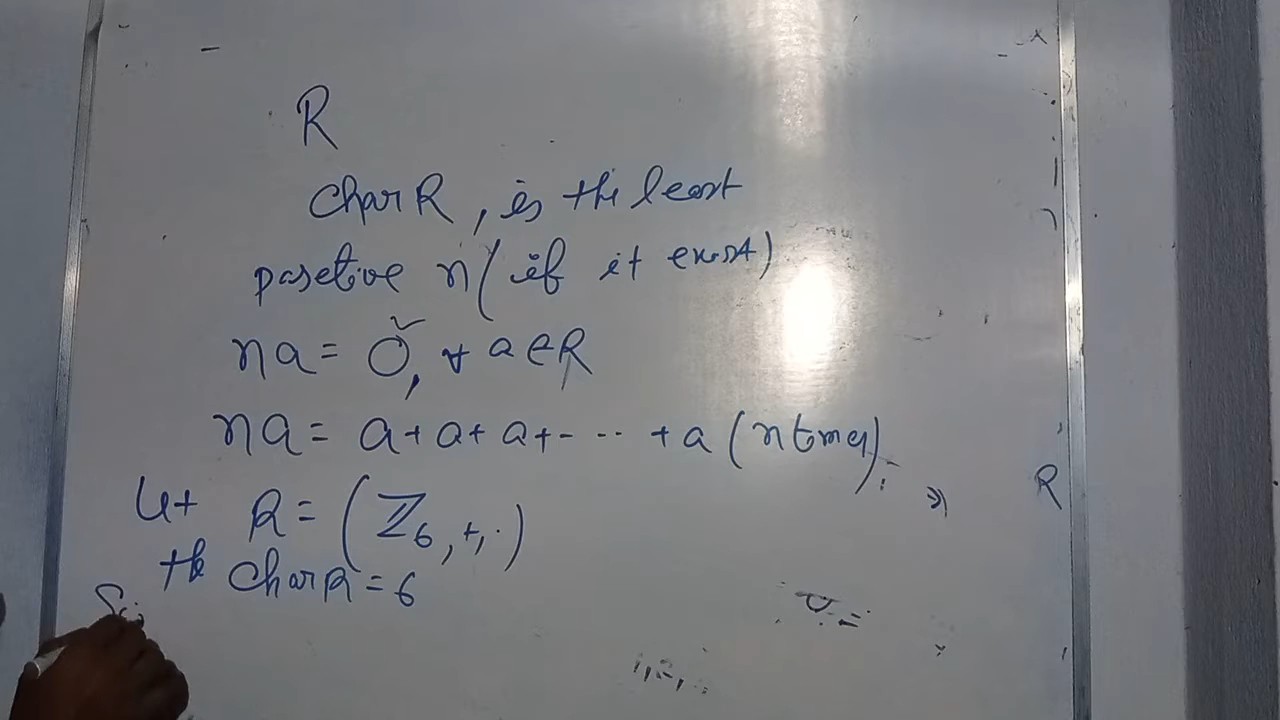 R
Char R, is the least
positive n (if it exist)
na = 0, ∀ a ∈ R
na = a + a + a + - - - + a (n times)
R
Let R = (ℤ₆, +, ·)
the Char R = 6